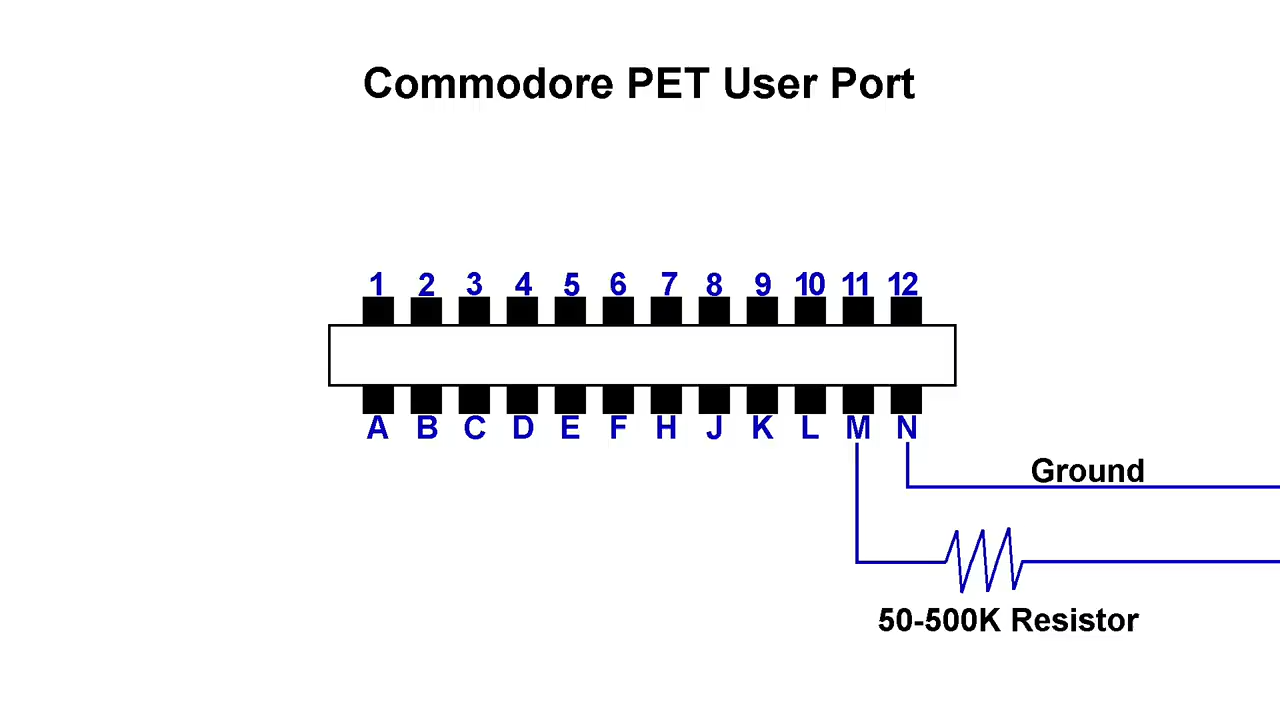 Commodore PET User Port
1 2 3 4 5 6 7 8 9 10 11 12
A B C D E F H J K L M N
Ground
50-500K Resistor